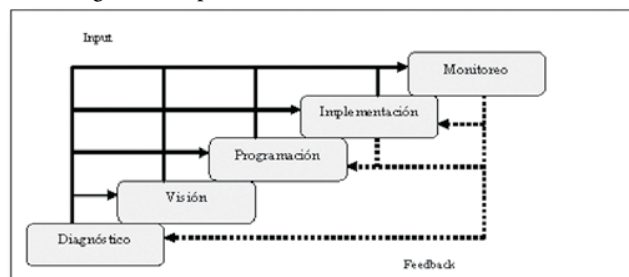 Input
Monitoreo
Implementación
Programación
Visión
Diagnóstico
Feedback